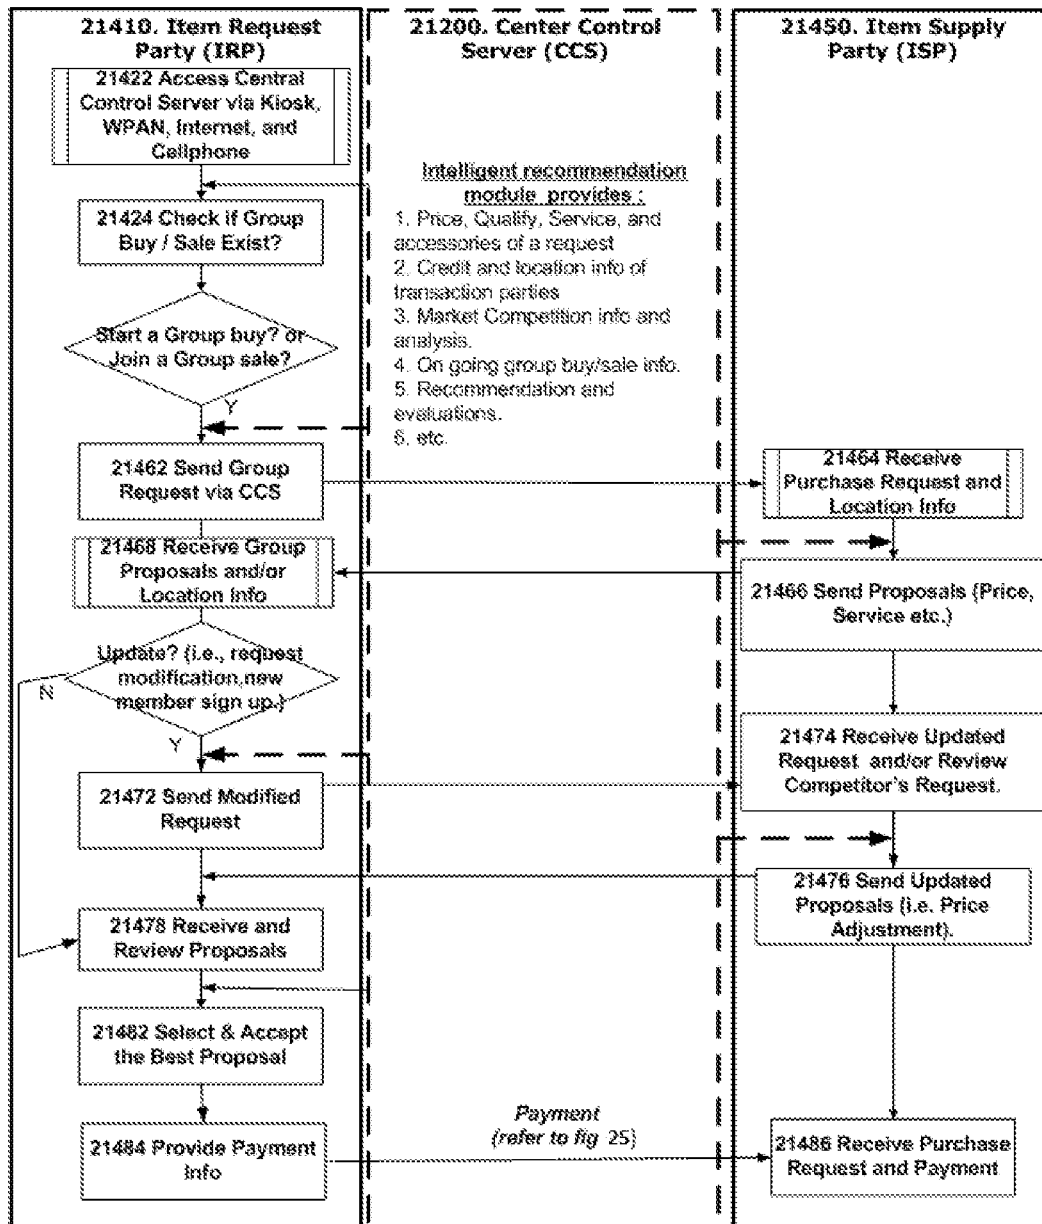 21410. Item Request
Party (IRP)
21422 Access Central
Control Server via Kiosk,
WPAN, Internet, and
Cellphone
21424 Check if Group
Buy / Sale Exist?
Start a Group buy? or
Join a Group sale?
Y
21462 Send Group
Request via CCS
21468 Receive Group
Proposals and/or
Location Info
Update? (i.e., request
modification,new
member sign up.)
N
Y
21472 Send Modified
Request
21478 Receive and
Review Proposals
21482 Select & Accept
the Best Proposal
21484 Provide Payment
Info
21200. Center Control
Server (CCS)
Intelligent recommendation
module provides :
1. Price, Qualify, Service, and
accessories of a request
2. Credit and location info of
transaction parties
3. Market Competition info and
analysis.
4. On going group buy/sale info.
5. Recommendation and
evaluations.
6. etc.
Payment
(refer to fig 25)
21450. Item Supply
Party (ISP)
21464 Receive
Purchase Request and
Location Info
21466 Send Proposals (Price,
Service etc.)
21474 Receive Updated
Request and/or Review
Competitor's Request.
21476 Send Updated
Proposals (i.e. Price
Adjustment).
21486 Receive Purchase
Request and Payment